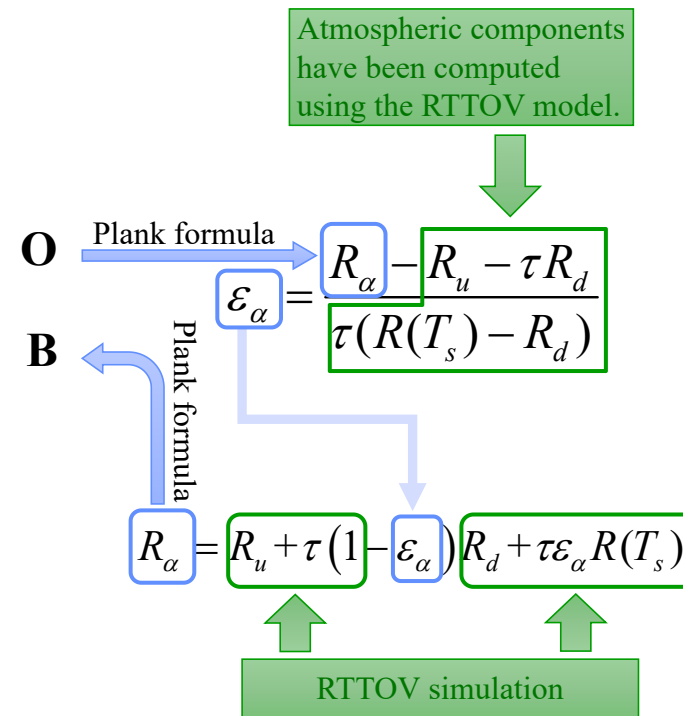 Atmospheric components
have been computed
using the RTTOV model.
O
Plank formula
ε_α = (R_α − R_u − τR_d) / (τ(R(T_s) − R_d))
B
Plank formula
R_α = R_u + τ(1 − ε_α)R_d + τε_α R(T_s)
RTTOV simulation